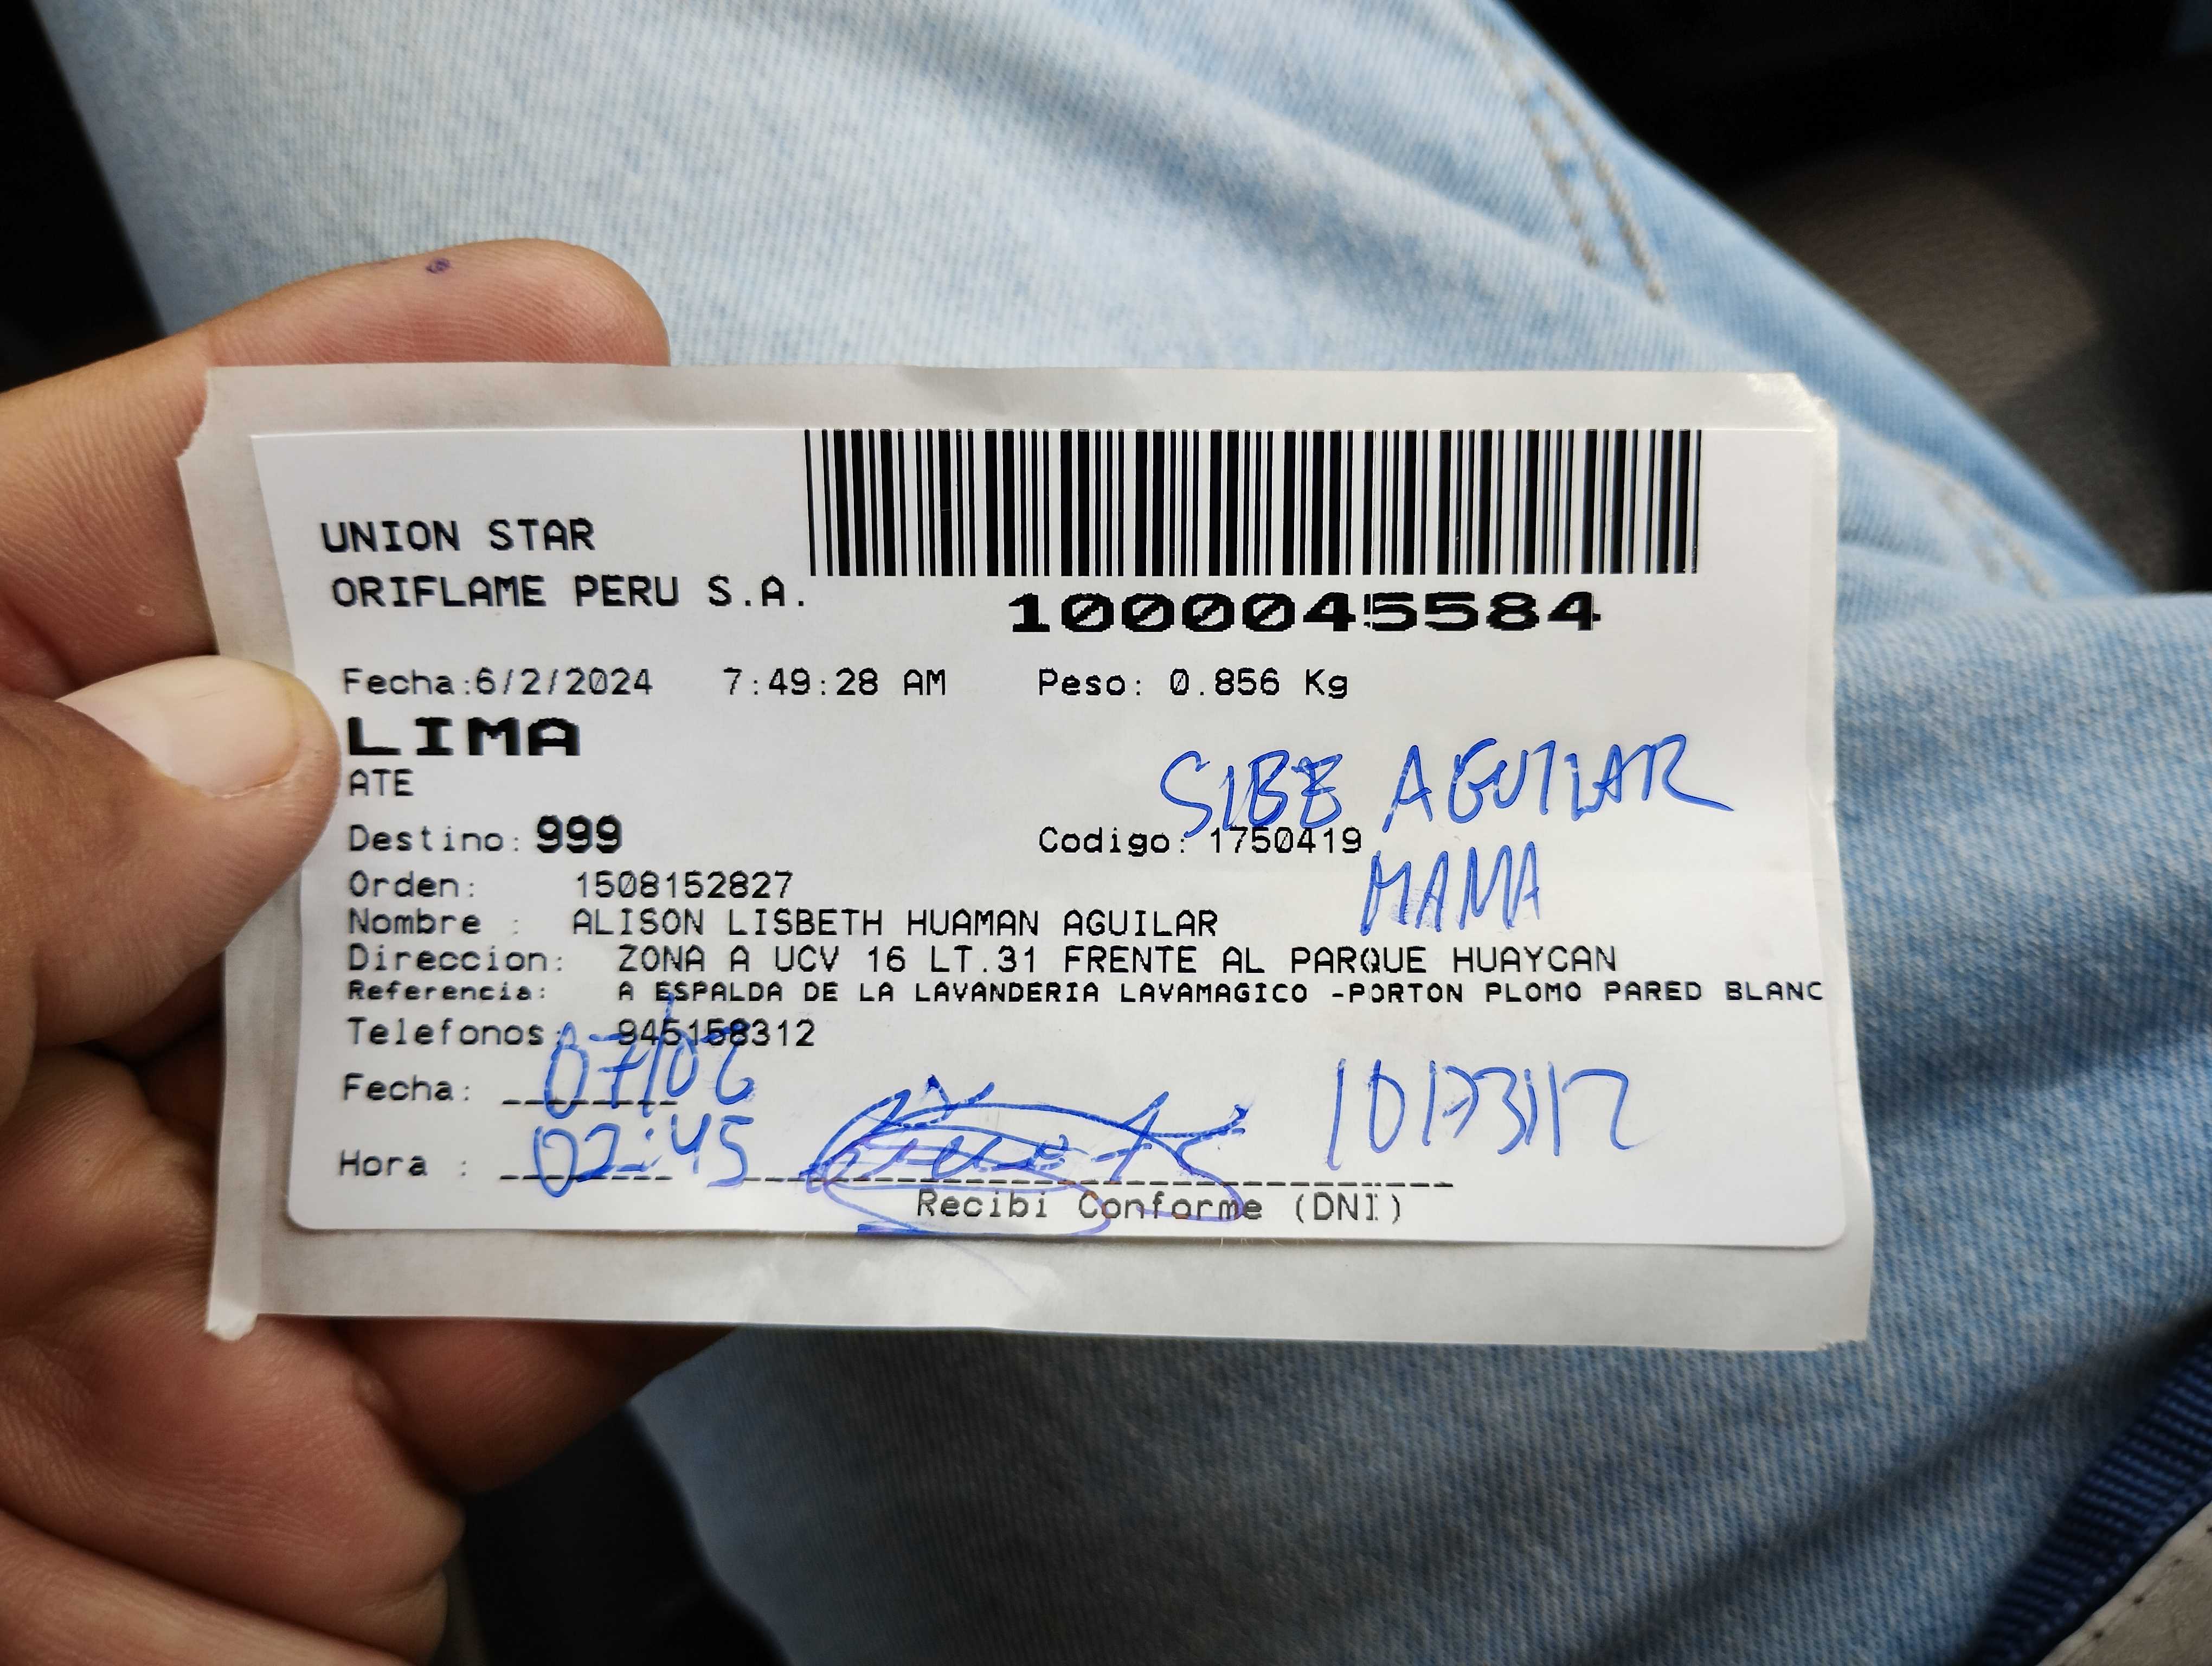 UNION STAR
ORIFLAME PERU S.A.
1000045584
Fecha:6/2/2024 7:49:28 AM Peso: 0.856 Kg
LIMA
SIBE AGUILAR
ATE
Destino: 999 Codigo: 1750419
MAMA
Orden: 1508152827
Nombre : ALISON LISBETH HUAMAN AGUILAR
Direccion: ZONA A UCV 16 LT.31 FRENTE AL PARQUE HUAYCAN
Referencia: A ESPALDA DE LA LAVANDERIA LAVAMAGICO -PORTON PLOMO PARED BLANC
Telefonos: 945158312
Fecha: 07/02
Hora : 02:45
Recibi Conforme (DNI)